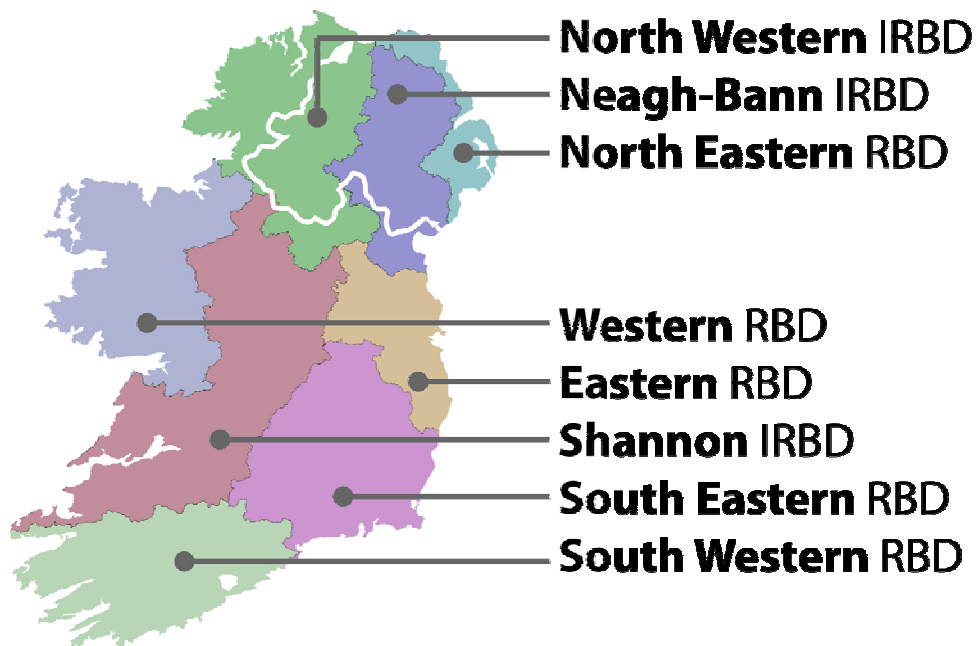 North Western IRBD
Neagh-Bann IRBD
North Eastern RBD
Western RBD
Eastern RBD
Shannon IRBD
South Eastern RBD
South Western RBD